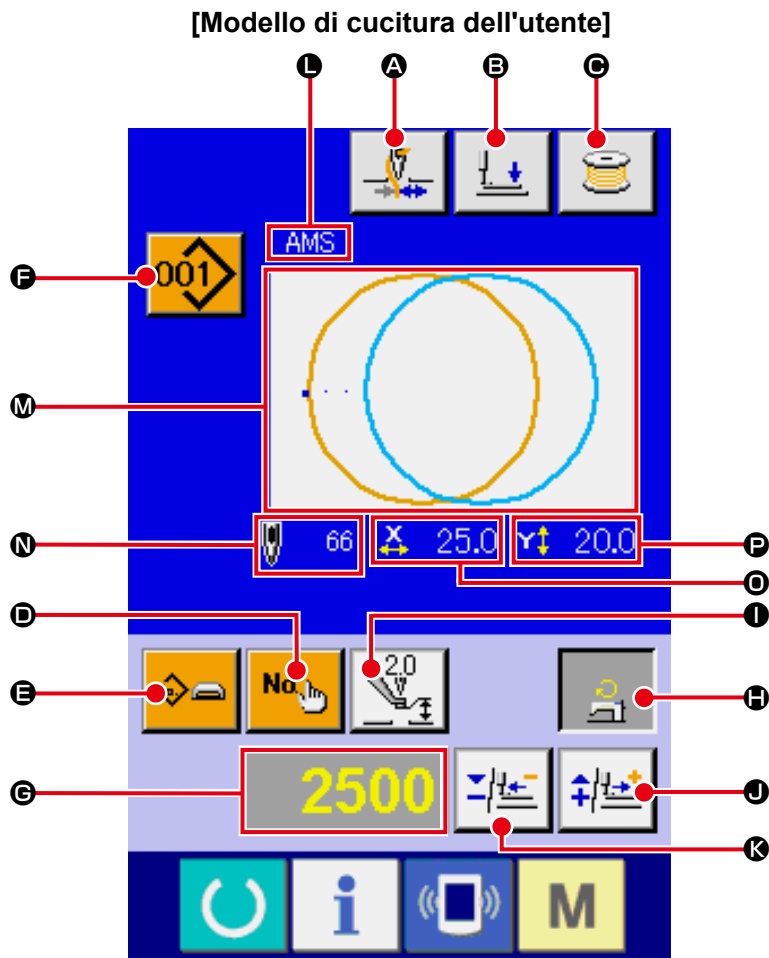 [Modello di cucitura dell'utente]
L A B C
AMS
F 001
M
N 66 X 25.0 Y 20.0 P
O
D I
E No. 2.0 H
G 2500 J
K
i M